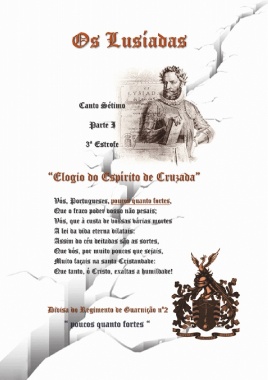 Os Lusíadas
OS
LUSIADAS
Canto Sétimo
Parte I
3ª Estrofe
"Elogio do Espírito de Cruzada"
Vós, Portugueses, poucos quanto fortes,
Que o fraco poder vosso não pesais;
Vós, que à custa de vossas várias mortes
A lei da vida eterna dilatais:
Assim do céu deitadas são as sortes,
Que vós, por muito poucos que sejais,
Muito façais na santa Cristandade:
Que tanto, ó Cristo, exaltas a humildade!
Divisa do Regimento de Guarnição nº2
" poucos quanto fortes "